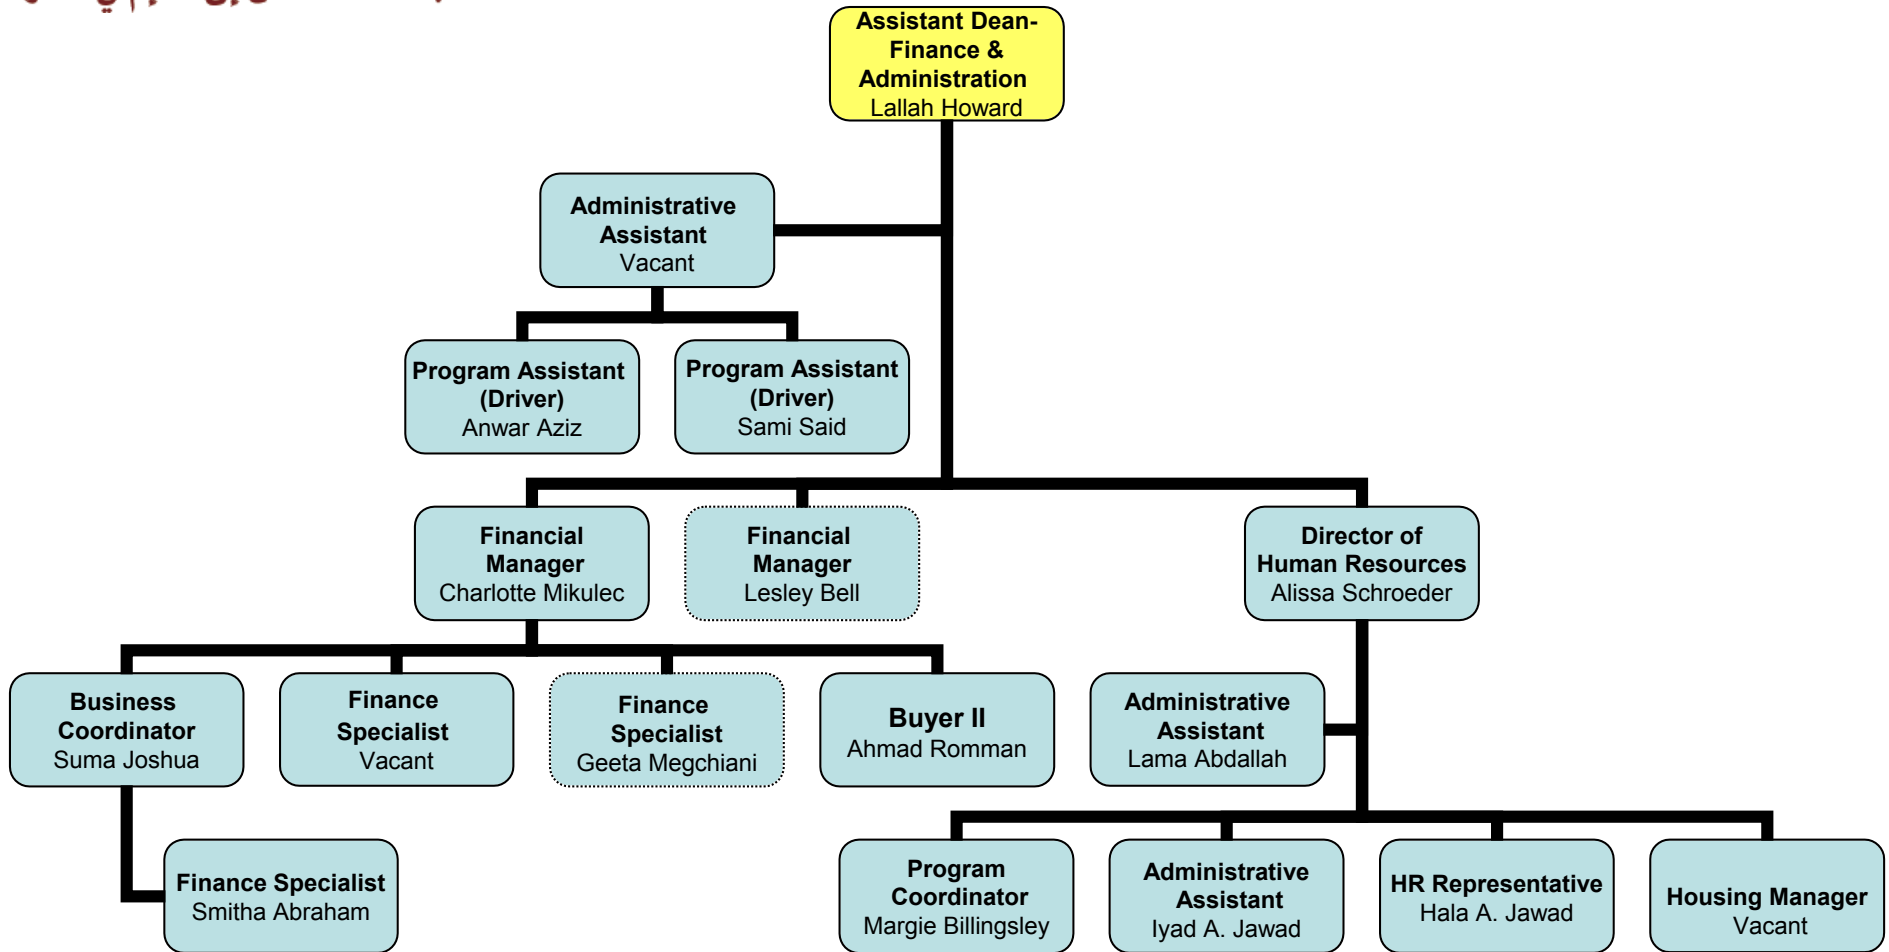 Assistant Dean-
Finance &
Administration
Lallah Howard
Administrative
Assistant
Vacant
Program Assistant
(Driver)
Anwar Aziz
Program Assistant
(Driver)
Sami Said
Financial
Manager
Charlotte Mikulec
Financial
Manager
Lesley Bell
Director of
Human Resources
Alissa Schroeder
Business
Coordinator
Suma Joshua
Finance
Specialist
Vacant
Finance
Specialist
Geeta Megchiani
Buyer II
Ahmad Romman
Administrative
Assistant
Lama Abdallah
Finance Specialist
Smitha Abraham
Program
Coordinator
Margie Billingsley
Administrative
Assistant
Iyad A. Jawad
HR Representative
Hala A. Jawad
Housing Manager
Vacant